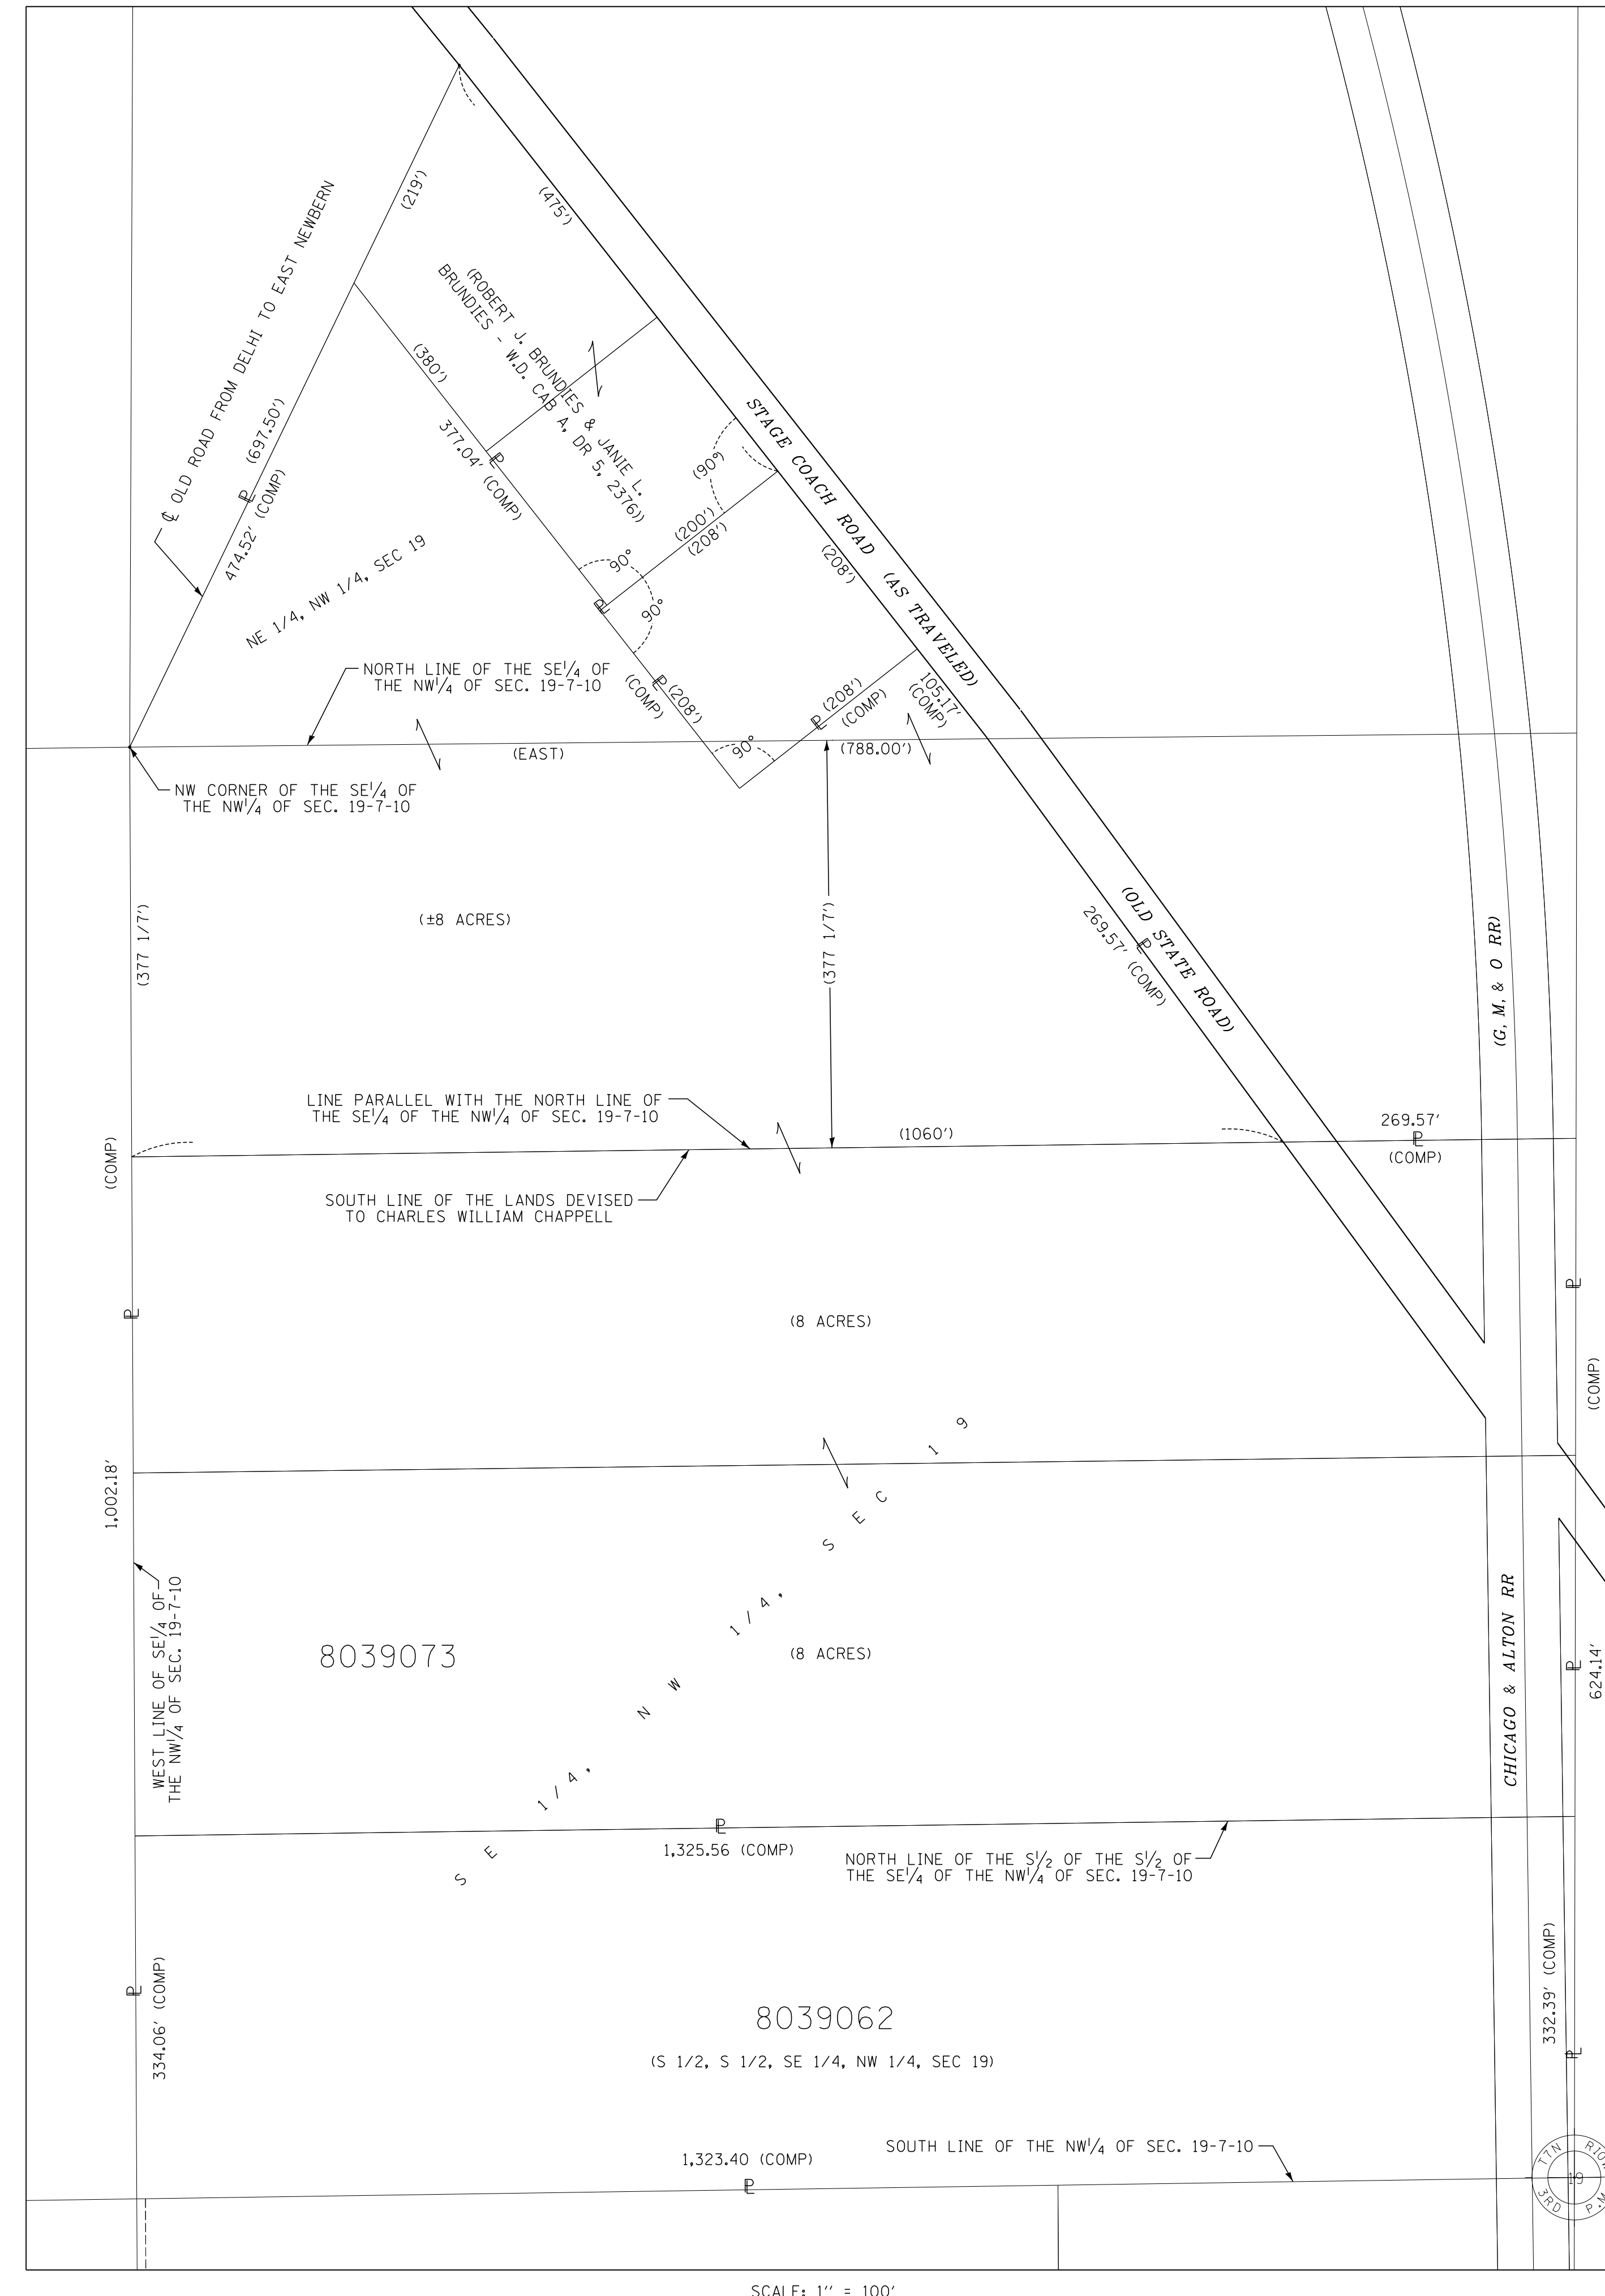 (219')
(475')
₵ OLD ROAD FROM DELHI TO EAST NEWBERN
(ROBERT J. BRUNDIES & JANIE L.
BRUNDIES - W.D. CAB A, DR 5, 2376))
(380')
377.04' (COMP)
(697.50')
474.52' (COMP)
STAGE COACH ROAD (AS TRAVELED)
(90°)
(200')
(208')
(208')
90°
90°
NE 1/4, NW 1/4, SEC 19
NORTH LINE OF THE SE1/4 OF
THE NW1/4 OF SEC. 19-7-10
(208')
(COMP)
(208')
(COMP)
105.17'
(COMP)
90°
(EAST)
(788.00')
NW CORNER OF THE SE1/4 OF
THE NW1/4 OF SEC. 19-7-10
(OLD STATE ROAD)
(±8 ACRES)
(377 1/7')
(377 1/7')
269.57' (COMP)
(G, M, & O RR)
LINE PARALLEL WITH THE NORTH LINE OF
THE SE1/4 OF THE NW1/4 OF SEC. 19-7-10
(1060')
269.57'
(COMP)
(COMP)
SOUTH LINE OF THE LANDS DEVISED
TO CHARLES WILLIAM CHAPPELL
(8 ACRES)
(COMP)
1,002.18'
SE 1/4, NW 1/4, SEC 19
WEST LINE OF SE1/4 OF
THE NW1/4 OF SEC. 19-7-10
8039073
(8 ACRES)
CHICAGO & ALTON RR
624.14'
1,325.56 (COMP)
NORTH LINE OF THE S1/2 OF THE S1/2 OF
THE SE1/4 OF THE NW1/4 OF SEC. 19-7-10
334.06' (COMP)
332.39' (COMP)
8039062
(S 1/2, S 1/2, SE 1/4, NW 1/4, SEC 19)
1,323.40 (COMP)
SOUTH LINE OF THE NW1/4 OF SEC. 19-7-10
T7N
19
3RD
SCALE: 1'' = 100'